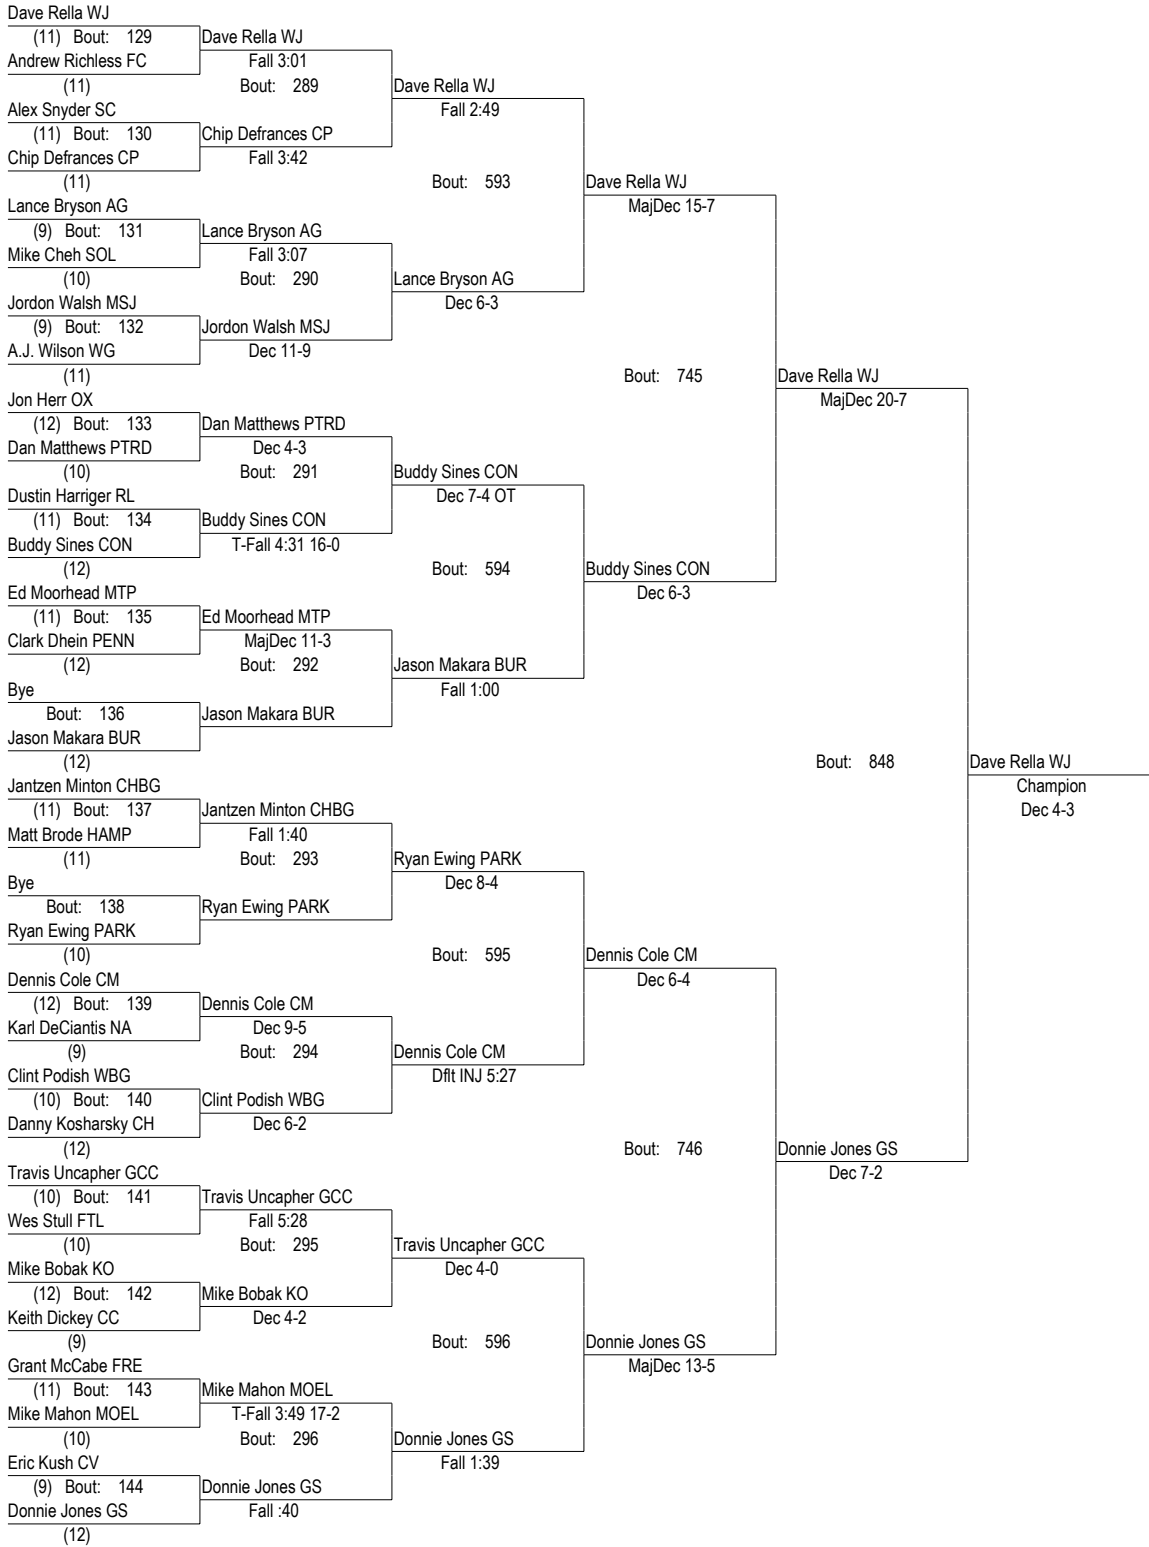 Dave Rella WJ
(11) Bout: 129 Dave Rella WJ
Andrew Richless FC Fall 3:01
(11) Bout: 289 Dave Rella WJ
Alex Snyder SC Fall 2:49
(11) Bout: 130 Chip Defrances CP
Chip Defrances CP Fall 3:42
(11) Bout: 593 Dave Rella WJ
Lance Bryson AG MajDec 15-7
(9) Bout: 131 Lance Bryson AG
Mike Cheh SOL Fall 3:07
(10) Bout: 290 Lance Bryson AG
Jordon Walsh MSJ Dec 6-3
(9) Bout: 132 Jordon Walsh MSJ
A.J. Wilson WG Dec 11-9
(11) Bout: 745 Dave Rella WJ
Jon Herr OX MajDec 20-7
(12) Bout: 133 Dan Matthews PTRD
Dan Matthews PTRD Dec 4-3
(10) Bout: 291 Buddy Sines CON
Dustin Harriger RL Dec 7-4 OT
(11) Bout: 134 Buddy Sines CON
Buddy Sines CON T-Fall 4:31 16-0
(12) Bout: 594 Buddy Sines CON
Ed Moorhead MTP Dec 6-3
(11) Bout: 135 Ed Moorhead MTP
Clark Dhein PENN MajDec 11-3
(12) Bout: 292 Jason Makara BUR
Bye Fall 1:00
Bout: 136 Jason Makara BUR
Jason Makara BUR
(12) Bout: 848 Dave Rella WJ
Jantzen Minton CHBG Champion
(11) Bout: 137 Jantzen Minton CHBG Dec 4-3
Matt Brode HAMP Fall 1:40
(11) Bout: 293 Ryan Ewing PARK
Bye Dec 8-4
Bout: 138 Ryan Ewing PARK
Ryan Ewing PARK
(10) Bout: 595 Dennis Cole CM
Dennis Cole CM Dec 6-4
(12) Bout: 139 Dennis Cole CM
Karl DeCiantis NA Dec 9-5
(9) Bout: 294 Dennis Cole CM
Clint Podish WBG Dflt INJ 5:27
(10) Bout: 140 Clint Podish WBG
Danny Kosharsky CH Dec 6-2
(12) Bout: 746 Donnie Jones GS
Travis Uncapher GCC Dec 7-2
(10) Bout: 141 Travis Uncapher GCC
Wes Stull FTL Fall 5:28
(10) Bout: 295 Travis Uncapher GCC
Mike Bobak KO Dec 4-0
(12) Bout: 142 Mike Bobak KO
Keith Dickey CC Dec 4-2
(9) Bout: 596 Donnie Jones GS
Grant McCabe FRE MajDec 13-5
(11) Bout: 143 Mike Mahon MOEL
Mike Mahon MOEL T-Fall 3:49 17-2
(10) Bout: 296 Donnie Jones GS
Eric Kush CV Fall 1:39
(9) Bout: 144 Donnie Jones GS
Donnie Jones GS Fall :40
(12)